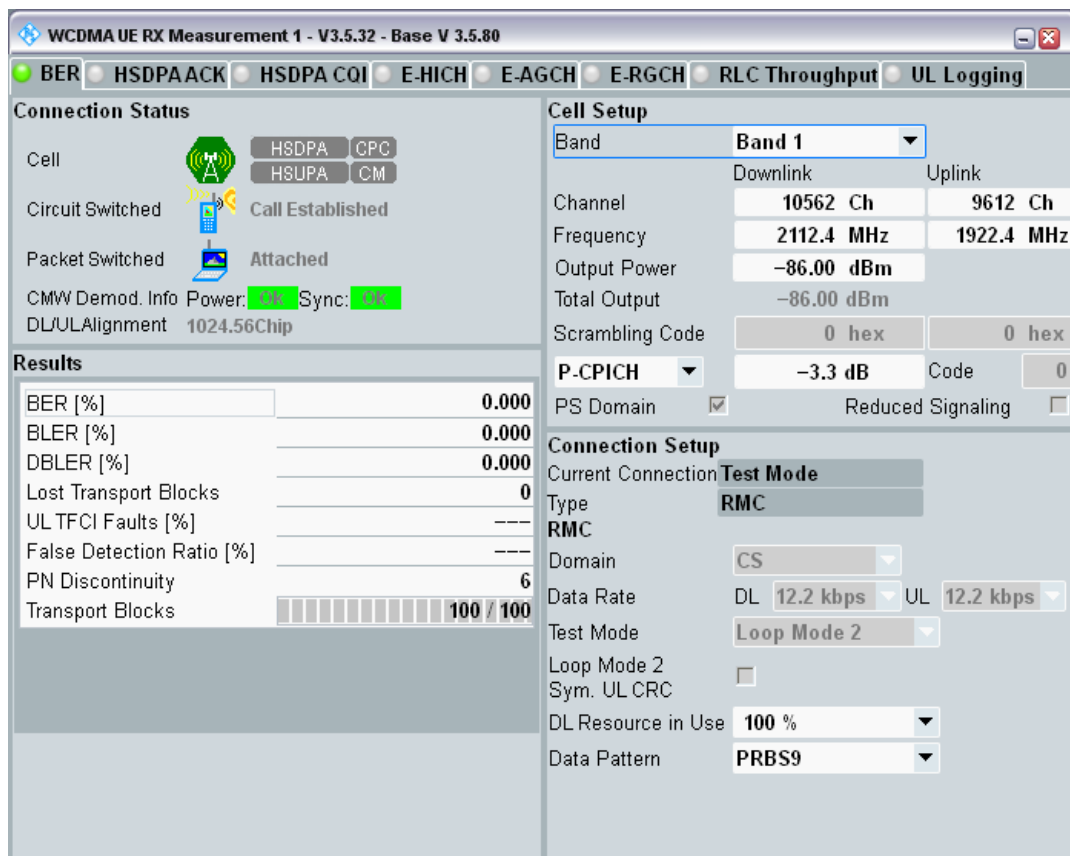 WCDMA UE RX Measurement 1 - V3.5.32 - Base V 3.5.80
BER HSDPA ACK HSDPA CQI E-HICH E-AGCH E-RGCH RLC Throughput UL Logging
Connection Status
Cell HSDPA CPC
HSUPA CM
Circuit Switched Call Established
Packet Switched Attached
CMW Demod. Info Power: Ok Sync: Ok
DL/ULAlignment 1024.56Chip
Results
BER [%] 0.000
BLER [%] 0.000
DBLER [%] 0.000
Lost Transport Blocks 0
UL TFCI Faults [%] ---
False Detection Ratio [%] ---
PN Discontinuity 6
Transport Blocks 100 / 100
Cell Setup
Band Band 1
Downlink Uplink
Channel 10562 Ch 9612 Ch
Frequency 2112.4 MHz 1922.4 MHz
Output Power −86.00 dBm
Total Output −86.00 dBm
Scrambling Code 0 hex 0 hex
P-CPICH −3.3 dB Code 0
PS Domain Reduced Signaling
Connection Setup
Current Connection Test Mode
Type RMC
RMC
Domain CS
Data Rate DL 12.2 kbps UL 12.2 kbps
Test Mode Loop Mode 2
Loop Mode 2
Sym. UL CRC
DL Resource in Use 100 %
Data Pattern PRBS9